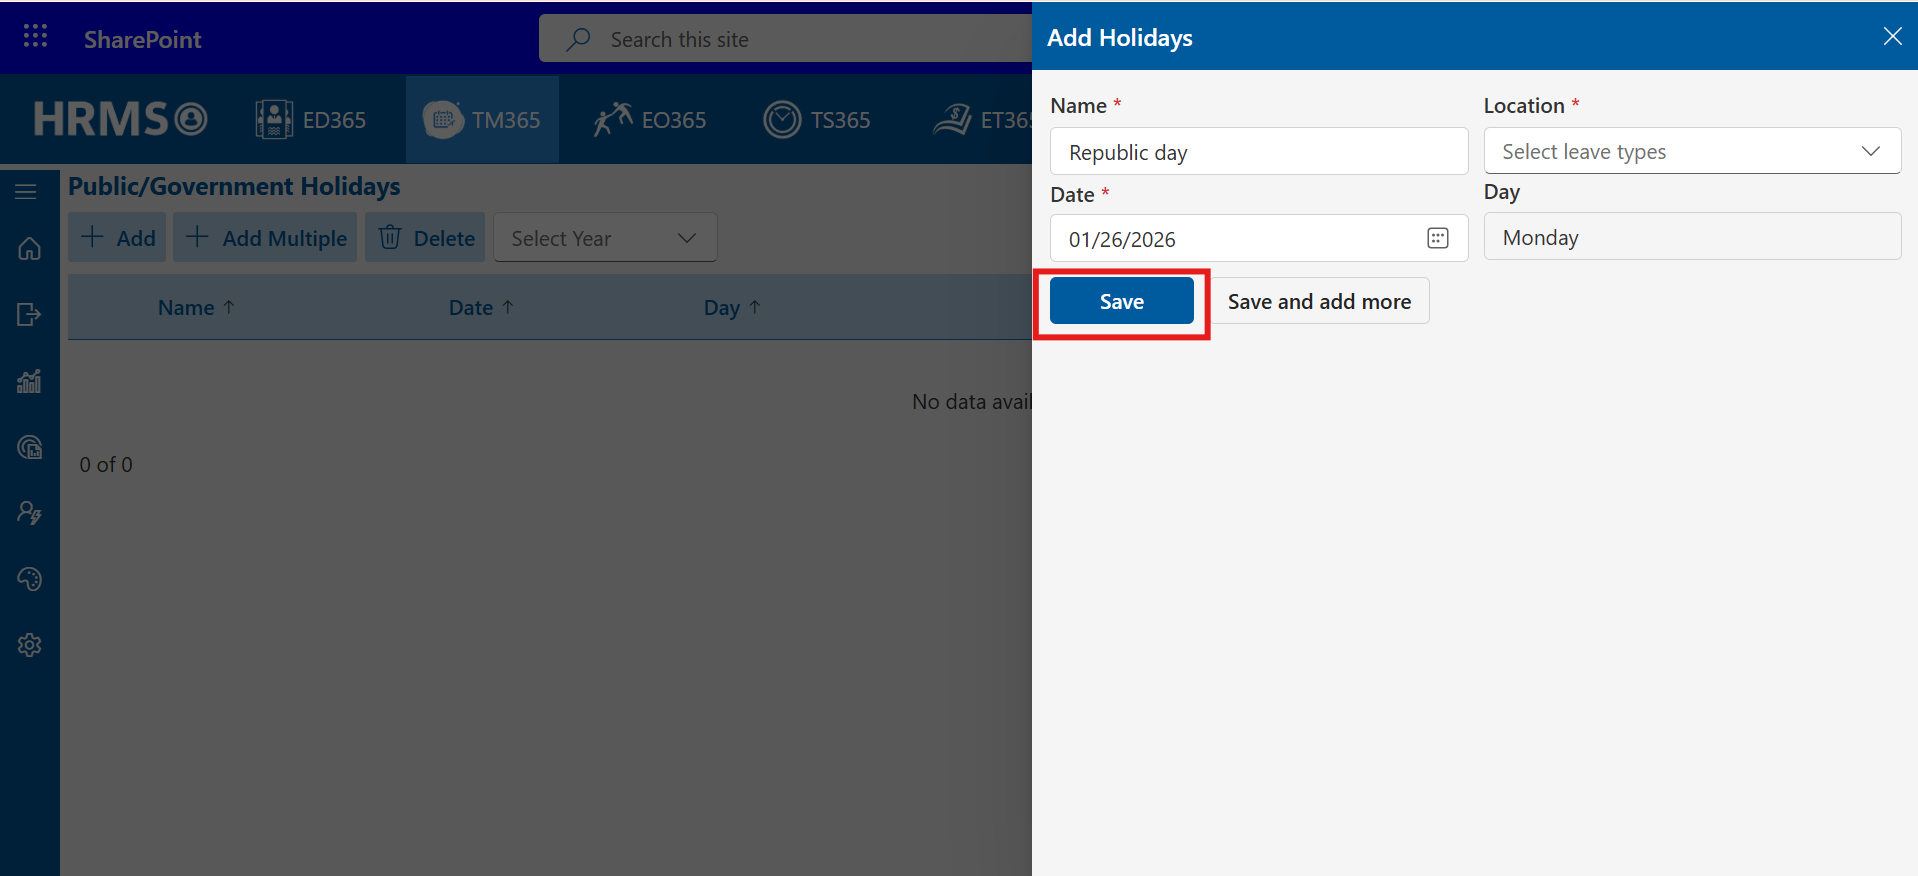 SharePoint
Search this site
Add Holidays
HRMS
ED365
TM365
EO365
TS365
ET365
Name *
Location *
Republic day
Select leave types
Date *
Day
01/26/2026
Monday
Save
Save and add more
Public/Government Holidays
Add
Add Multiple
Delete
Select Year
Name ↑
Date ↑
Day ↑
No data avail
0 of 0